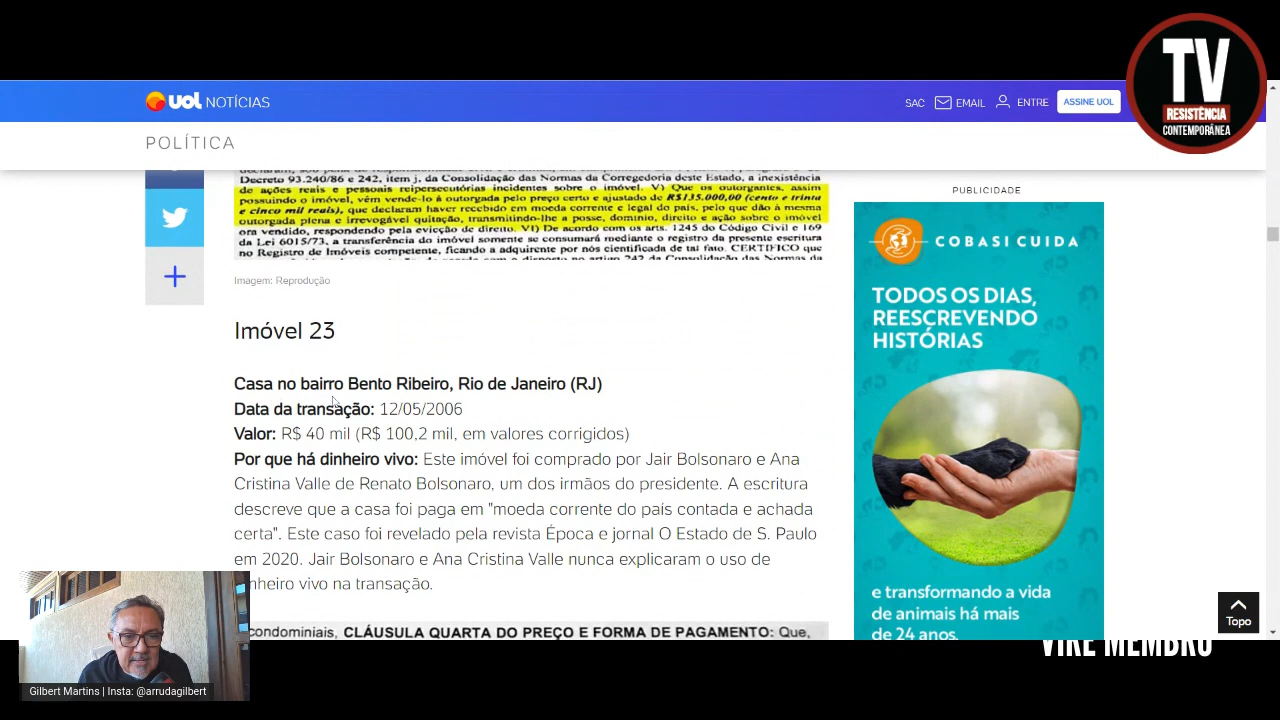 TV
RESISTÊNCIA
CONTEMPORÂNEA
uol NOTÍCIAS
SAC EMAIL ENTRE ASSINE UOL
POLÍTICA
Decreto 93.240/86 e 242, item j, da Consolidação das Normas da Corregedoria deste Estado, a inexistência
de ações reais e pessoais reipersecutórias incidentes sobre o imóvel. V) Que os outorgantes, assim
possuindo o imóvel, vêm vende-lo à outorgada pelo preço certo e ajustado de R$135.000,00 (cento e trinta
e cinco mil reais), que declaram haver recebido em moeda corrente e legal do país, pelo que dão à mesma
outorgada plena e irrevogável quitação, transmitindo-lhe a posse, domínio, direito e ação sobre o imóvel
ora vendido, respondendo pela evicção de direito. VI) De acordo com os arts. 1245 do Código Civil e 169
da Lei 6015/73, a transferência do imóvel somente se consumará mediante o registro da presente escritura
no Registro de Imóveis competente, ficando a adquirente por nós cientificada de tal fato. CERTIFICO que
Imagem: Reprodução
Imóvel 23
Casa no bairro Bento Ribeiro, Rio de Janeiro (RJ)
Data da transação: 12/05/2006
Valor: R$ 40 mil (R$ 100,2 mil, em valores corrigidos)
Por que há dinheiro vivo: Este imóvel foi comprado por Jair Bolsonaro e Ana
Cristina Valle de Renato Bolsonaro, um dos irmãos do presidente. A escritura
descreve que a casa foi paga em "moeda corrente do país contada e achada
certa". Este caso foi revelado pela revista Época e jornal O Estado de S. Paulo
em 2020. Jair Bolsonaro e Ana Cristina Valle nunca explicaram o uso de
nheiro vivo na transação.
condominiais, CLÁUSULA QUARTA DO PREÇO E FORMA DE PAGAMENTO: Que,
PUBLICIDADE
COBASI CUIDA
TODOS OS DIAS,
REESCREVENDO
HISTÓRIAS
e transformando a vida
de animais há mais
de 24 anos.
Topo
VIRE MEMBRO
Gilbert Martins | Insta: @arrudagilbert